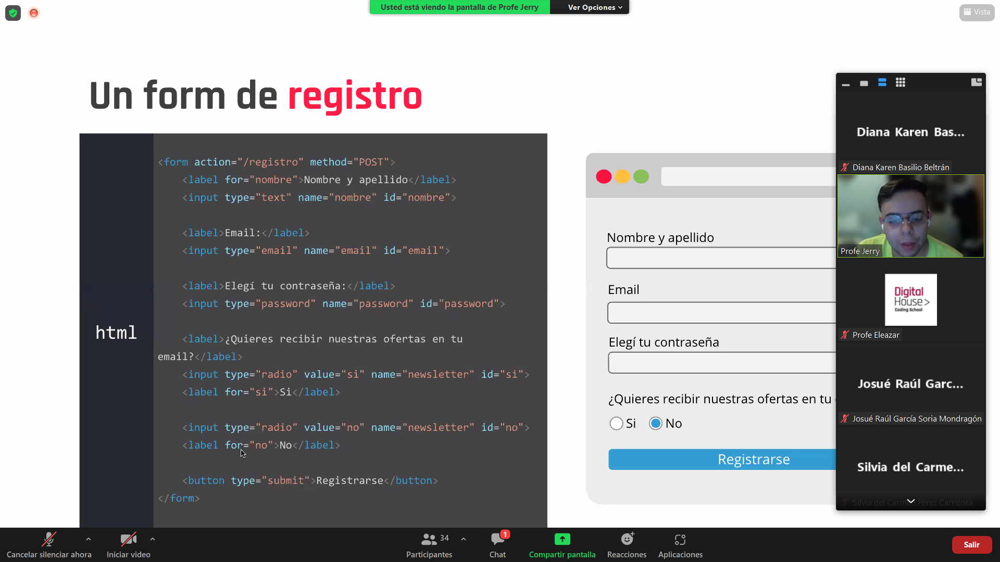 Usted está viendo la pantalla de Profe Jerry
Ver Opciones
Vista
Un form de registro
html
<form action="/registro" method="POST">
<label for="nombre">Nombre y apellido</label>
<input type="text" name="nombre" id="nombre">
<label>Email:</label>
<input type="email" name="email" id="email">
<label>Elegí tu contraseña:</label>
<input type="password" name="password" id="password">
<label>¿Quieres recibir nuestras ofertas en tu
email?</label>
<input type="radio" value="si" name="newsletter" id="si">
<label for="si">Si</label>
<input type="radio" value="no" name="newsletter" id="no">
<label for="no">No</label>
<button type="submit">Registrarse</button>
</form>
Nombre y apellido
Email
Elegí tu contraseña
¿Quieres recibir nuestras ofertas en tu
Si No
Registrarse
Diana Karen Bas...
Diana Karen Basilio Beltrán
Profe Jerry
Digital
House>
Coding School
Profe Eleazar
Josué Raúl Garc...
Josué Raúl García Soria Mondragón
Silvia del Carme...
Silvia del Carmen Pérez Carrizosa
Cancelar silenciar ahora
Iniciar video
34
Participantes
1
Chat
Compartir pantalla
Reacciones
Aplicaciones
Salir